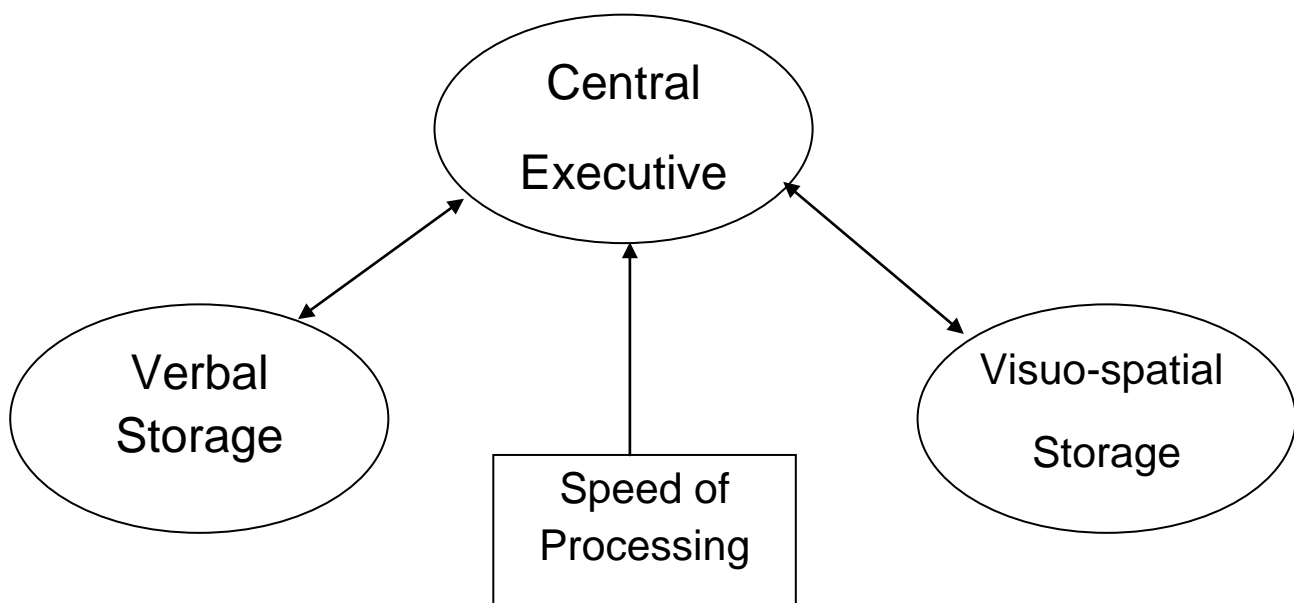 Central
Executive
Verbal
Storage
Visuo-spatial
Storage
Speed of
Processing